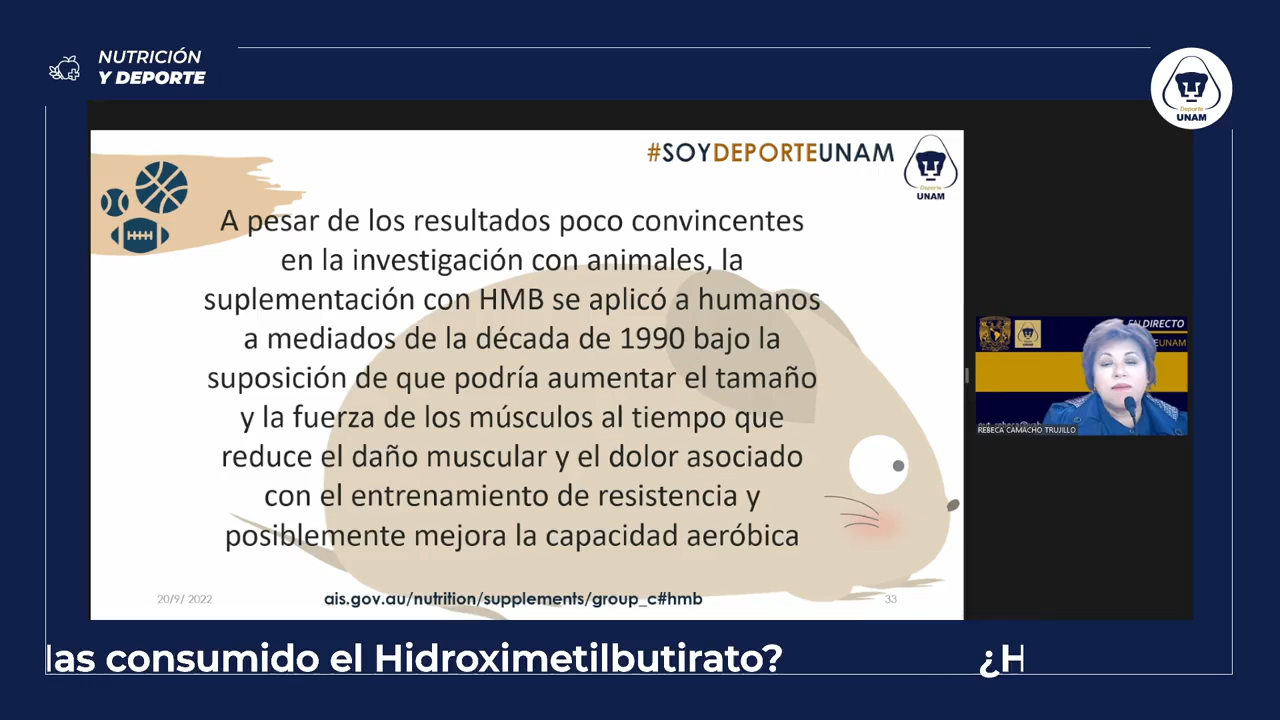 NUTRICIÓN
Y DEPORTE
Deporte
UNAM
#SOYDEPORTEUNAM
Deporte
UNAM
A pesar de los resultados poco convincentes
en la investigación con animales, la
suplementación con HMB se aplicó a humanos
a mediados de la década de 1990 bajo la
suposición de que podría aumentar el tamaño
y la fuerza de los músculos al tiempo que
reduce el daño muscular y el dolor asociado
con el entrenamiento de resistencia y
posiblemente mejora la capacidad aeróbica
20/9/ 2022
ais.gov.au/nutrition/supplements/group_c#hmb
33
DIRECTO
EUNAM
REBECA CAMACHO TRUJILLO
as consumido el Hidroximetilbutirato? ¿H